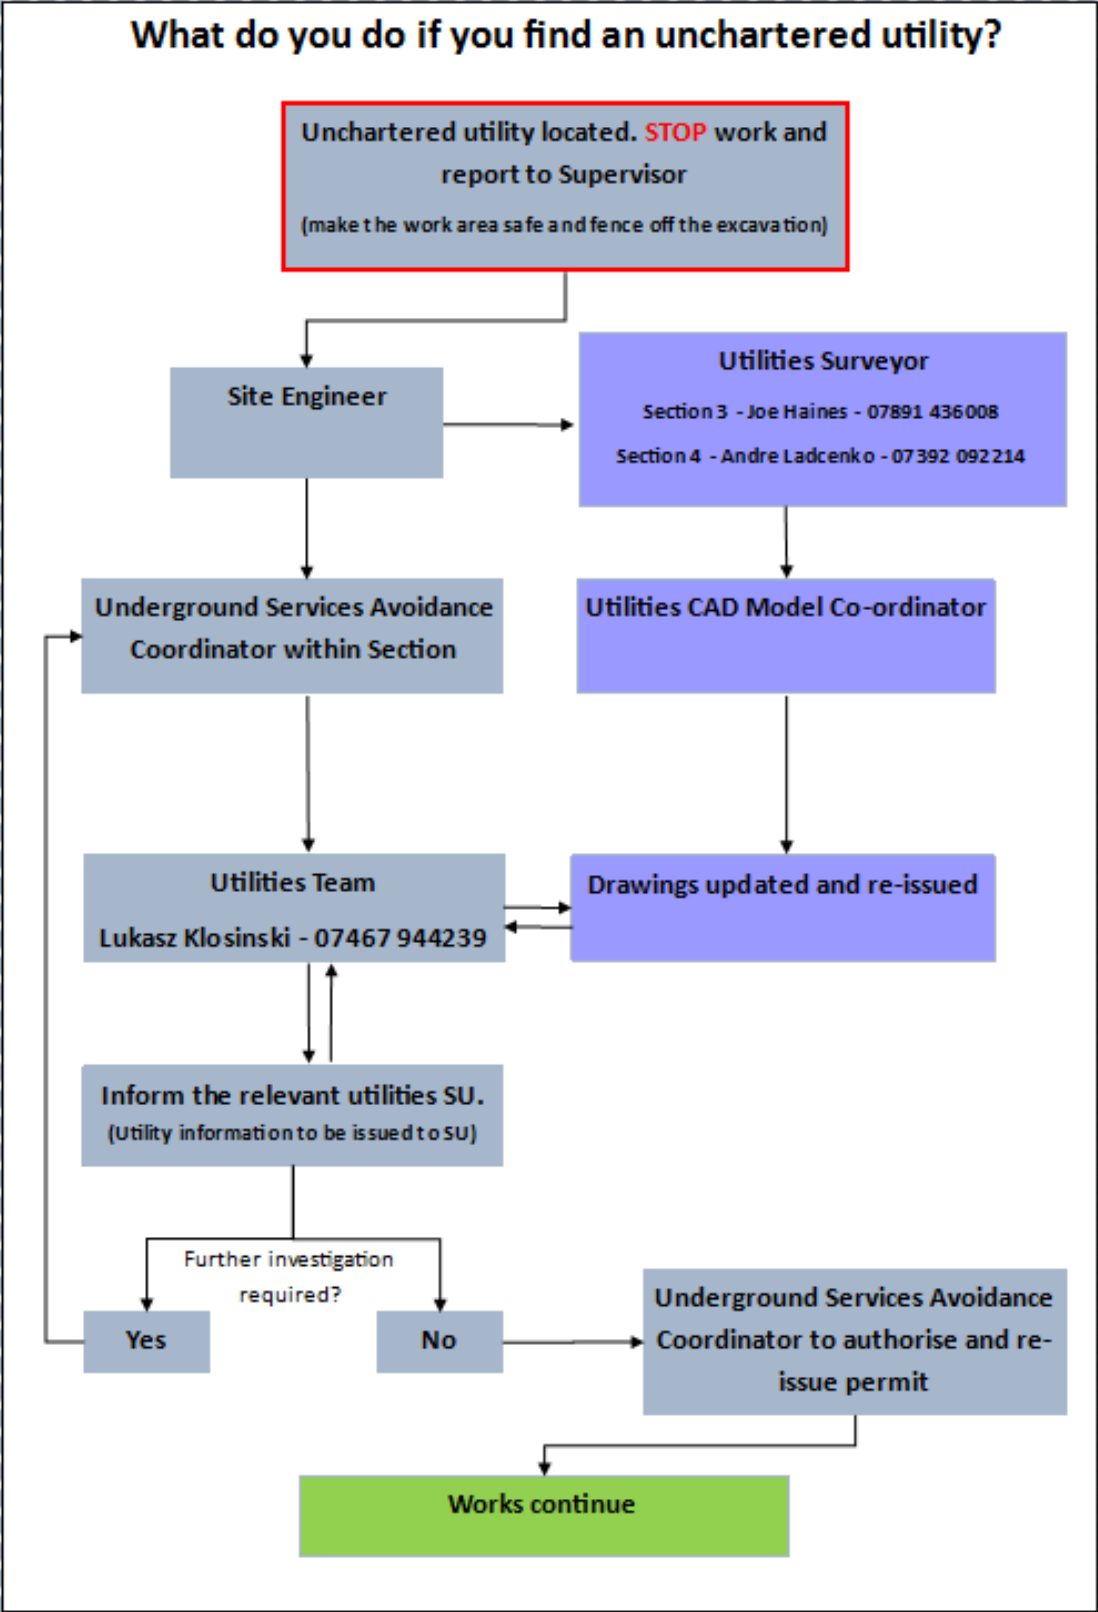 What do you do if you find an unchartered utility?
Unchartered utility located. STOP work and
report to Supervisor
(make the work area safe and fence off the excavation)
Site Engineer
Utilities Surveyor
Section 3 - Joe Haines - 07891 436008
Section 4 - Andre Ladcenko - 07392 092214
Underground Services Avoidance
Coordinator within Section
Utilities CAD Model Co-ordinator
Utilities Team
Lukasz Klosinski - 07467 944239
Drawings updated and re-issued
Inform the relevant utilities SU.
(Utility information to be issued to SU)
Further investigation
required?
Yes
No
Underground Services Avoidance
Coordinator to authorise and re-
issue permit
Works continue